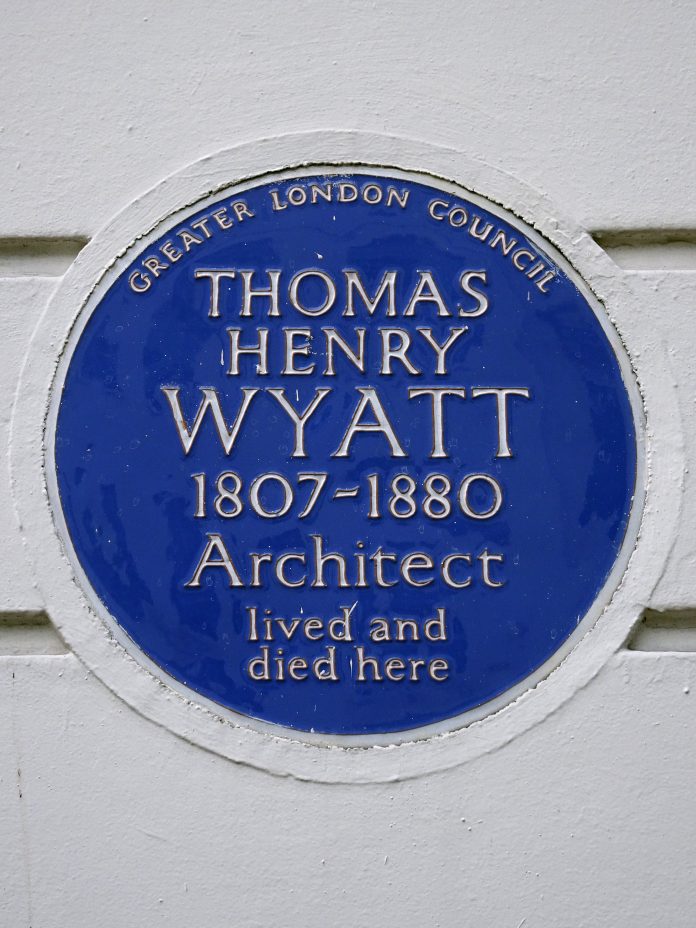 GREATER LONDON COUNCIL
THOMAS
HENRY
WYATT
1807-1880
Architect
lived and
died here